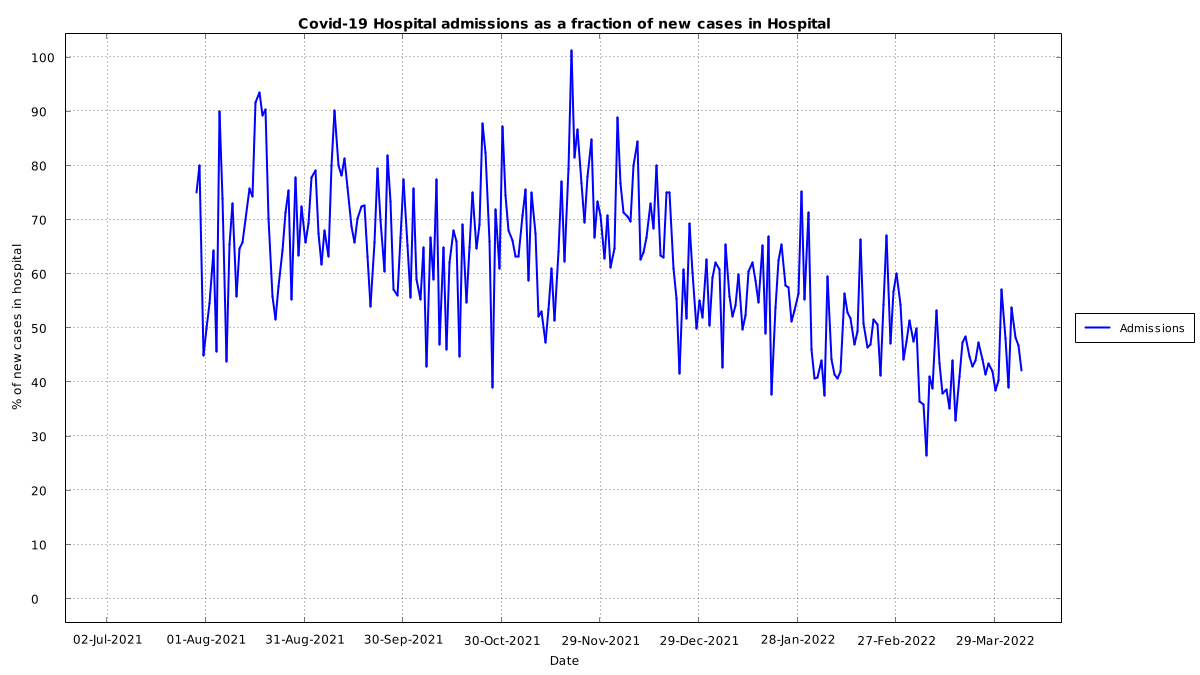 Covid-19 Hospital admissions as a fraction of new cases in Hospital
% of new cases in hospital
100
90
80
70
60
50
40
30
20
10
0
02-Jul-2021 01-Aug-2021 31-Aug-2021 30-Sep-2021 30-Oct-2021 29-Nov-2021 29-Dec-2021 28-Jan-2022 27-Feb-2022 29-Mar-2022
Date
Admissions